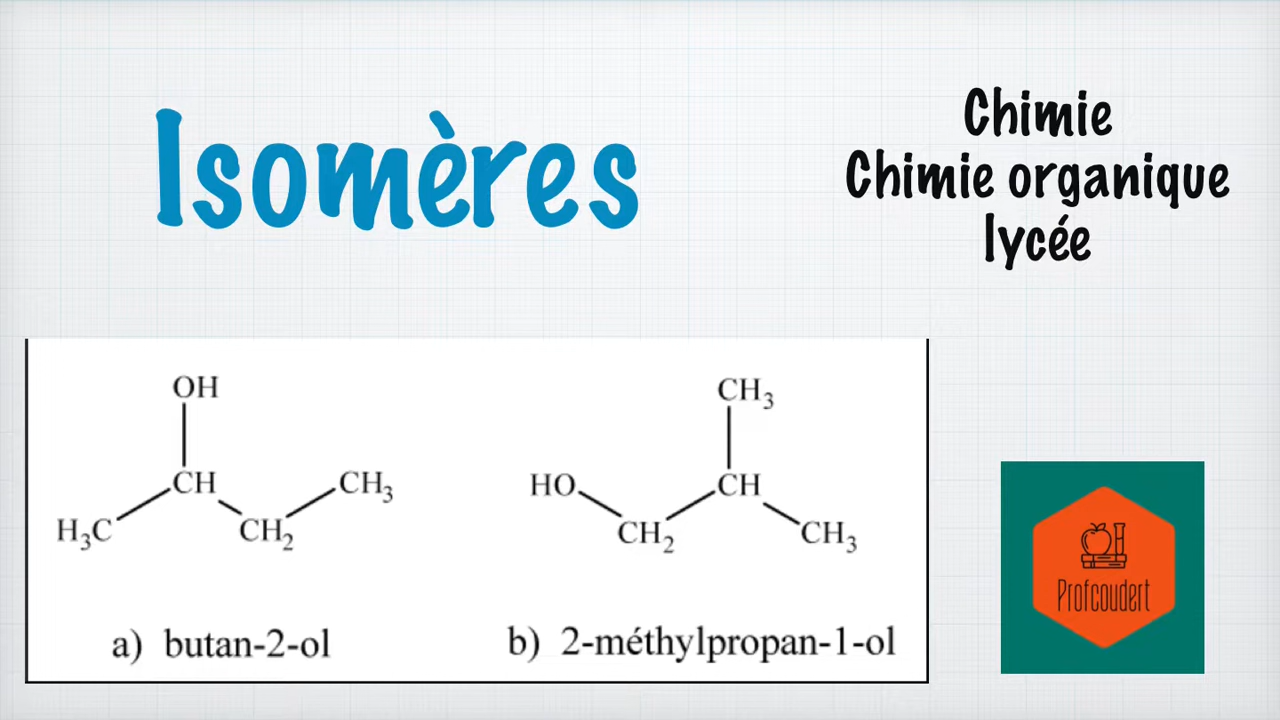 Isomères
Chimie
Chimie organique
lycée
OH
CH
H₃C
CH₂
CH₃
a) butan-2-ol
CH₃
HO
CH
CH₂
CH₃
b) 2-méthylpropan-1-ol
Profcoudert